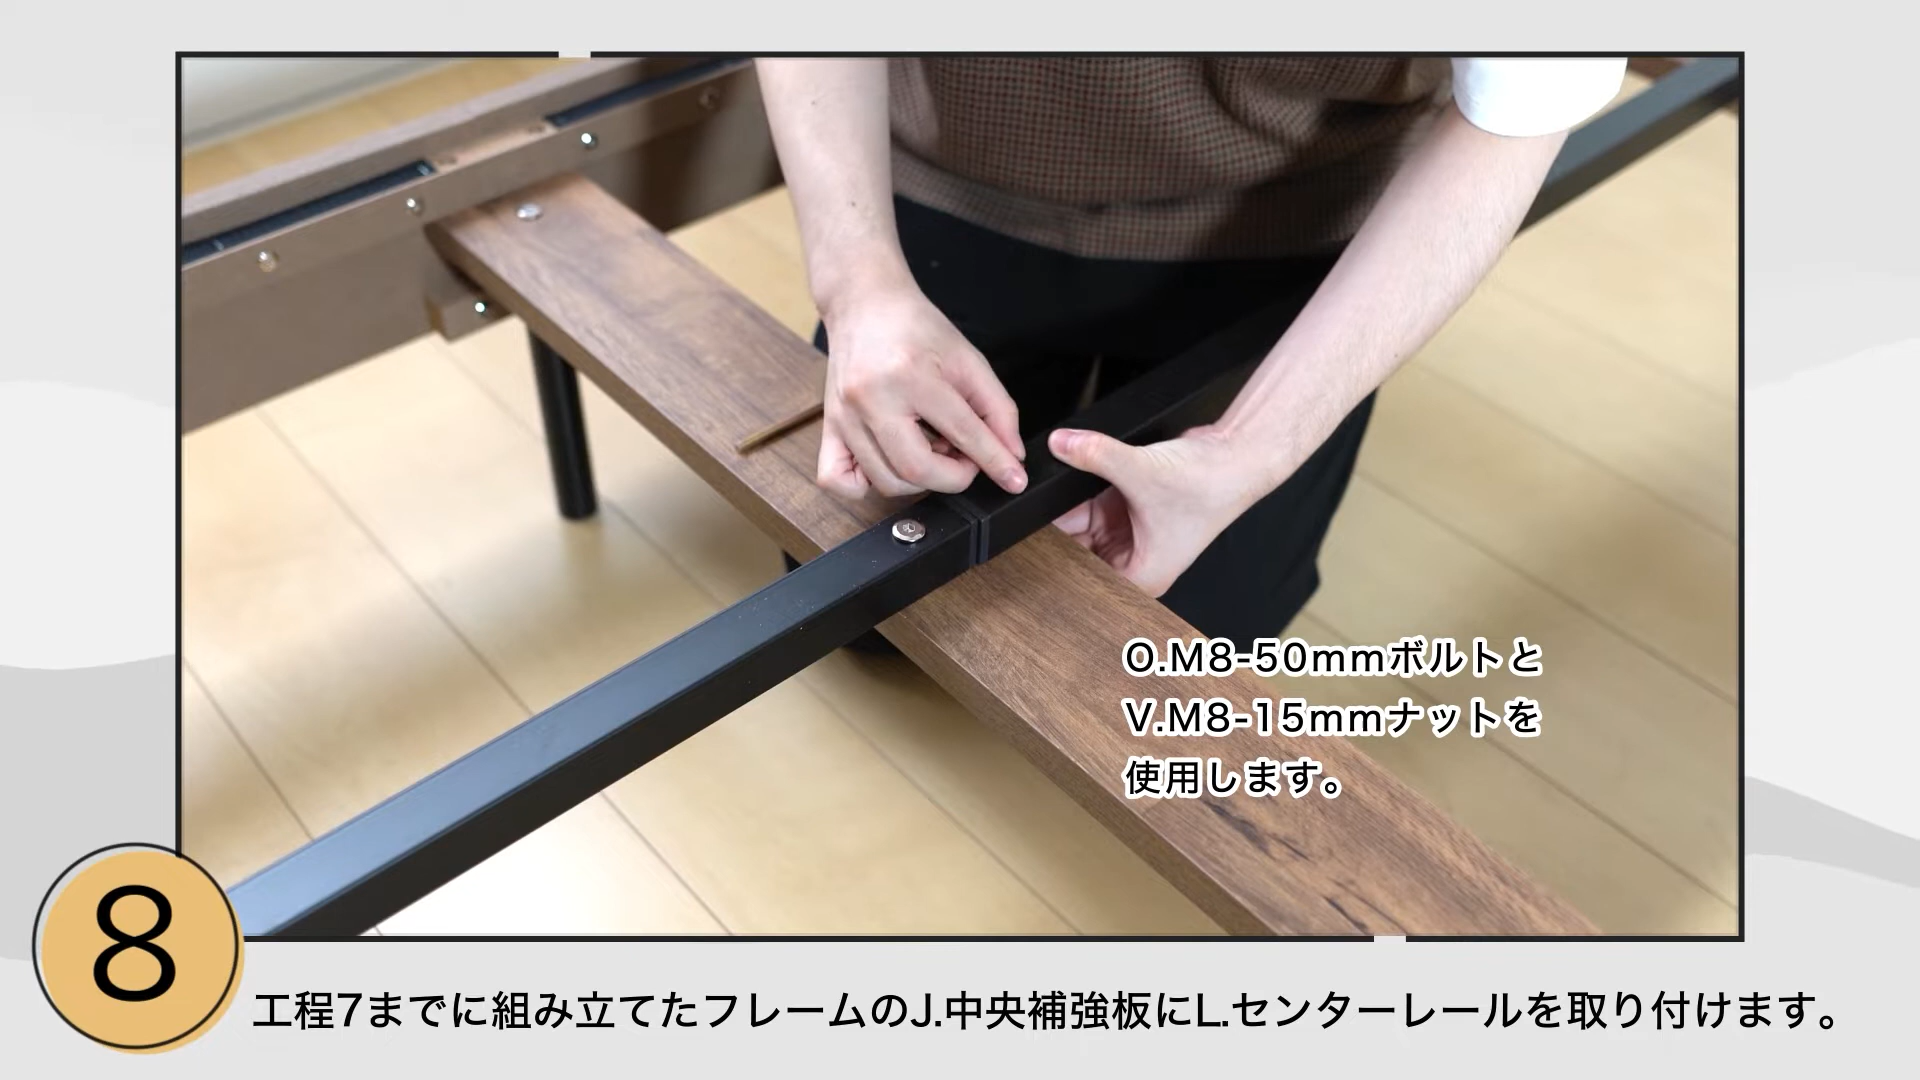 O.M8-50mmボルトと
V.M8-15mmナットを
使用します。
8
工程7までに組み立てたフレームのJ.中央補強板にL.センターレールを取り付けます。